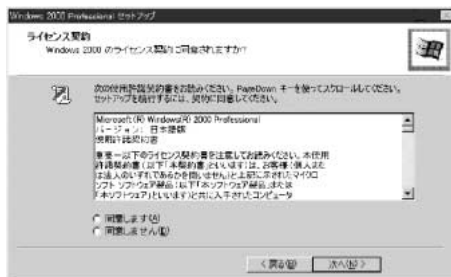 Windows 2000 Professional セットアップ
ライセンス契約
Windows 2000 のライセンス契約に同意されますか?
次の使用許諾契約書をお読みください。PageDown キーを使ってスクロールしてください。
セットアップを続行するには、契約に同意してください。
Microsoft (R) Windows(R) 2000 Professional
バージョン: 日本語版
使用許諾契約書
重要－以下のライセンス契約書を注意してお読みください。本使用
許諾契約書(以下「本契約書」といいます)は、お客様(個人また
は法人のいずれであるかを問いません)と上記に示されたマイクロ
ソフト ソフトウェア製品(以下「本ソフトウェア製品」または
「本ソフトウェア」といいます)と共に入手されたコンピュータ
同意します(A)
同意しません(D)
< 戻る(B)
次へ(N) >